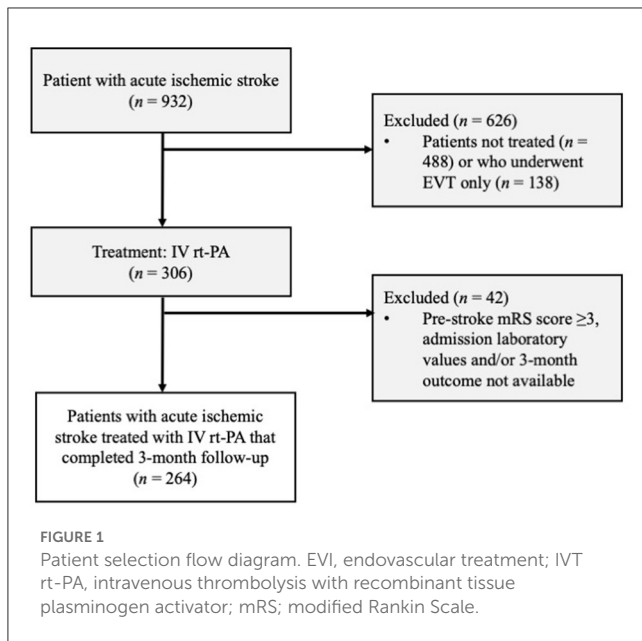 Patient with acute ischemic stroke
(n = 932)
Excluded (n = 626)
• Patients not treated (n =
488) or who underwent
EVT only (n = 138)
Treatment: IV rt-PA
(n = 306)
Excluded (n = 42)
• Pre-stroke mRS score ≥3,
admission laboratory
values and/or 3-month
outcome not available
Patients with acute ischemic
stroke treated with IV rt-PA that
completed 3-month follow-up
(n = 264)
FIGURE 1
Patient selection flow diagram. EVI, endovascular treatment; IVT
rt-PA, intravenous thrombolysis with recombinant tissue
plasminogen activator; mRS; modified Rankin Scale.